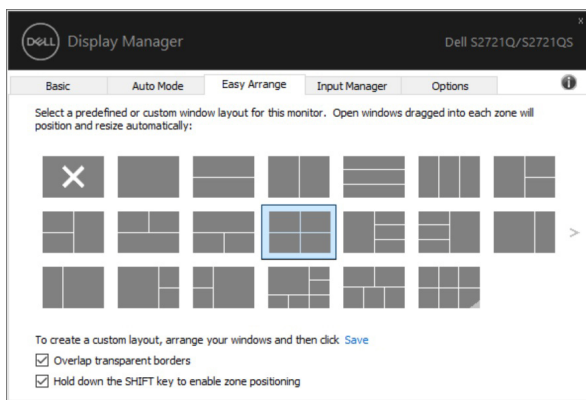 x
DELL Display Manager Dell S2721Q/S2721QS
Basic Auto Mode Easy Arrange Input Manager Options i
Select a predefined or custom window layout for this monitor. Open windows dragged into each zone will
position and resize automatically:
>
To create a custom layout, arrange your windows and then click Save
Overlap transparent borders
Hold down the SHIFT key to enable zone positioning